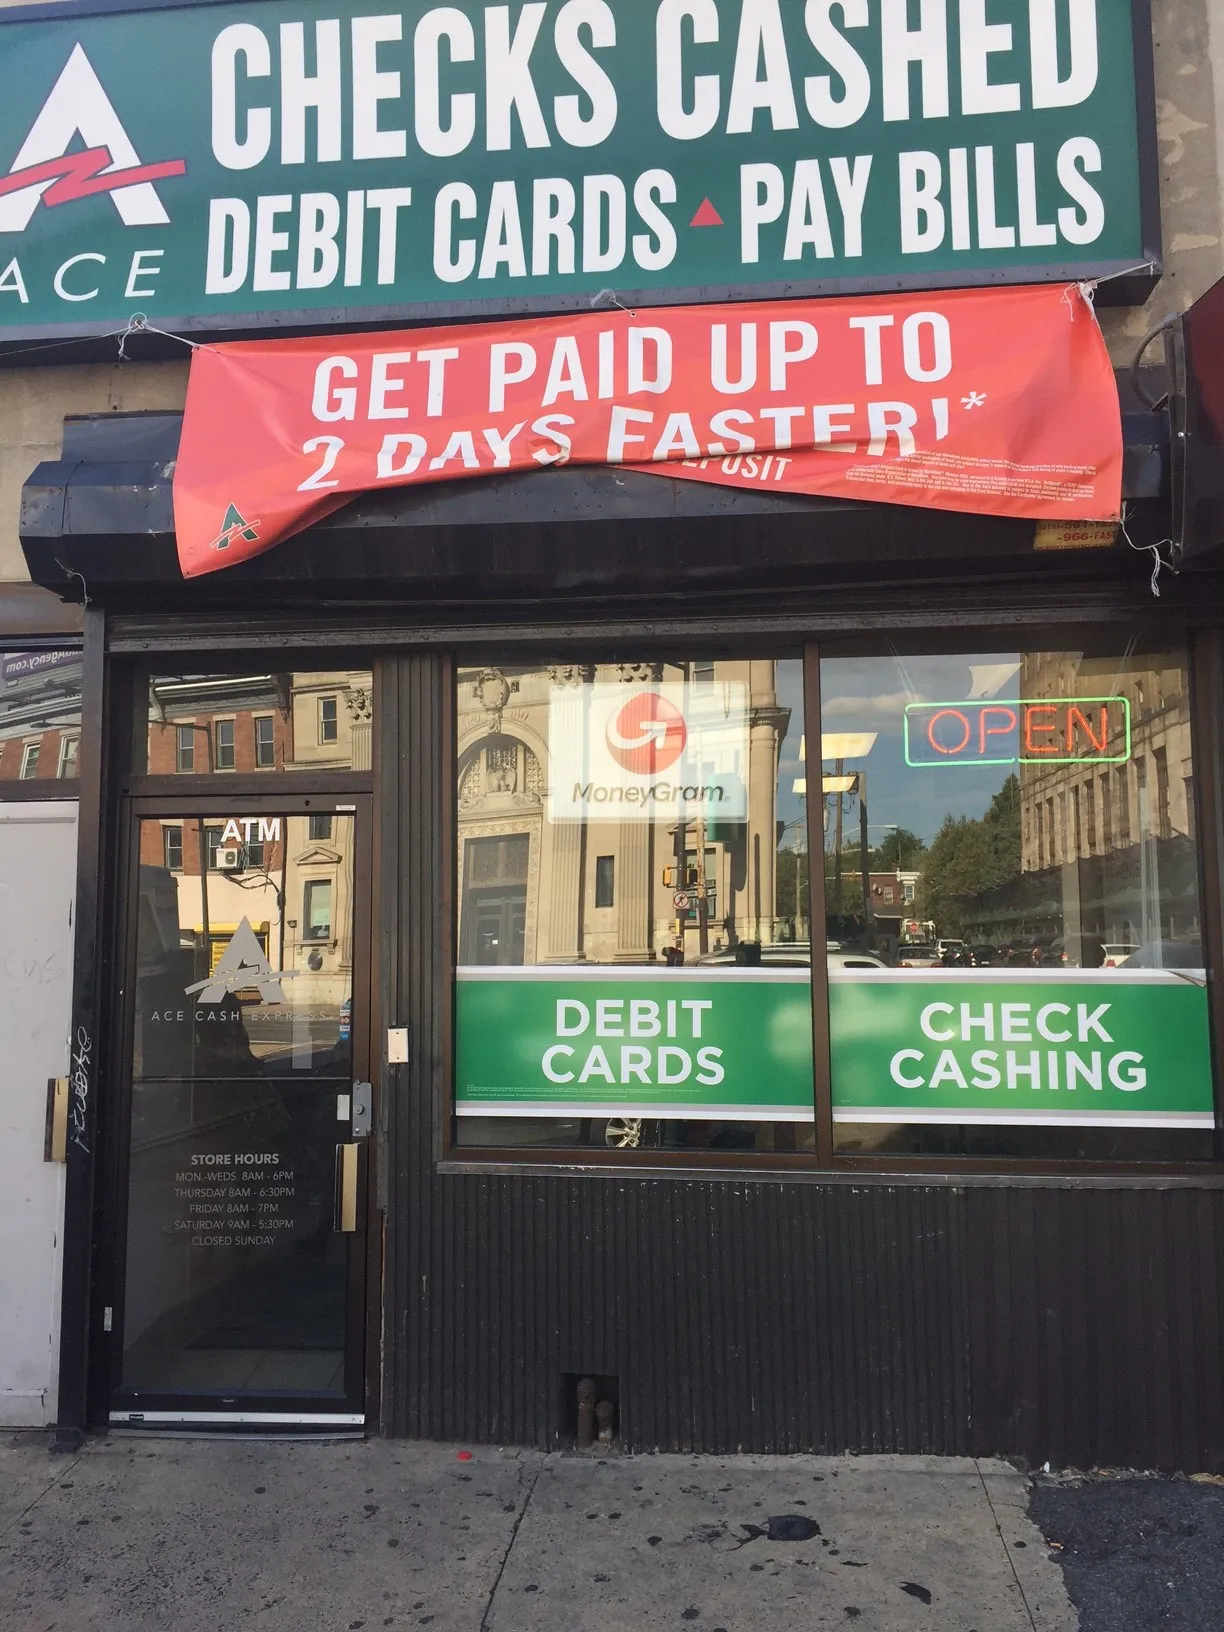 CHECKS CASHED
DEBIT CARDS PAY BILLS
ACE
GET PAID UP TO
2 DAYS FASTER!*
-966-FAS
MoneyGram
OPEN
ATM
ACE CASH EXPRESS
DEBIT
CARDS
CHECK
CASHING
STORE HOURS
MON.-WEDS. 8AM - 6PM
THURSDAY 8AM - 6:30PM
FRIDAY 8AM - 7PM
SATURDAY 9AM - 5:30PM
CLOSED SUNDAY